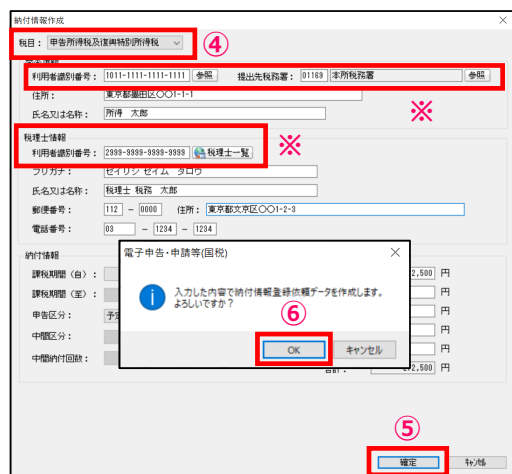 納付情報作成
税目： 申告所得税及復興特別所得税 ④
利用者識別番号： 1011-1111-1111-1111 参照 提出先税務署： 01169 本所税務署 参照
住所： 東京都墨田区〇〇1-1-1
氏名又は名称： 所得 太郎 ※
税理士情報
利用者識別番号： 2999-9999-9999-9999 税理士一覧 ※
フリガナ： ゼイリシ ゼイム タロウ
氏名又は名称： 税理士 税務 太郎
郵便番号： 112 - 0000 住所： 東京都文京区〇〇1-2-3
電話番号： 03 - 1234 - 1234
納付情報
電子申告・申請等(国税)
課税期間（自）： 2,500 円
入力した内容で納付情報登録依頼データを作成します。
よろしいですか？
課税期間（至）： 円
申告区分： 予定 円
⑥
中間区分： 円
OK キャンセル
中間納付回数： 円
合計： 2,500 円
⑤
確定 キャンセル